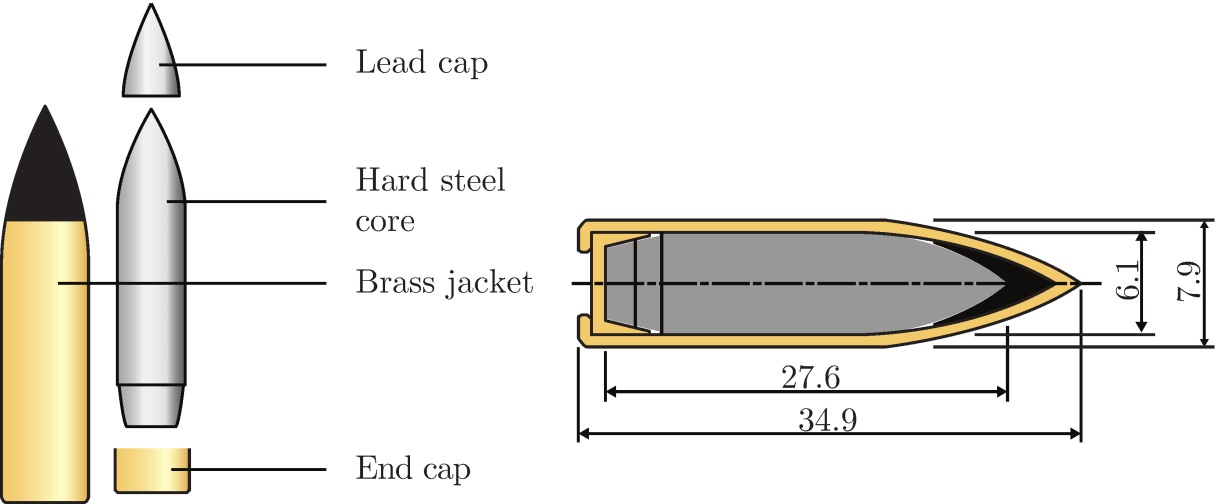 Lead cap
Hard steel
core
Brass jacket
End cap
6.1
7.9
27.6
34.9